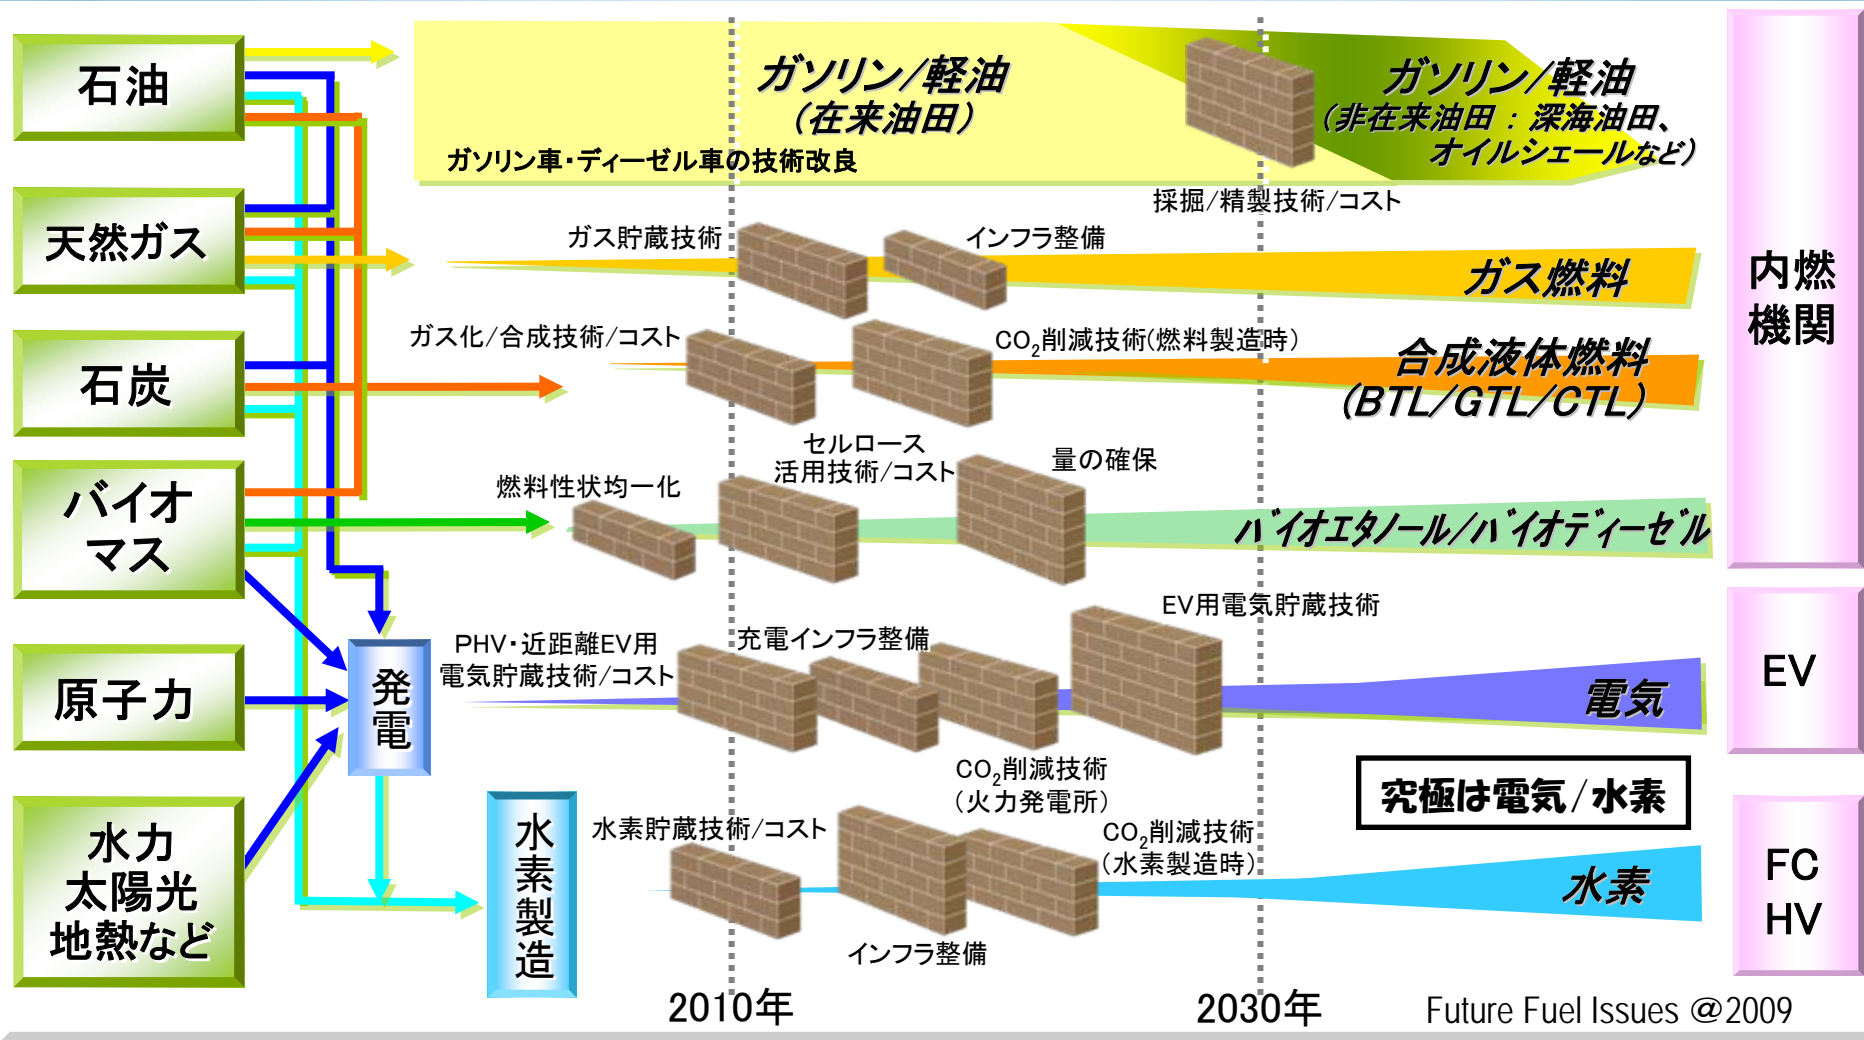 石油
天然ガス
石炭
バイオ
マス
原子力
水力
太陽光
地熱など
発電
水素製造
ガソリン/軽油
（在来油田）
ガソリン車・ディーゼル車の技術改良
ガソリン/軽油
（非在来油田：深海油田、
オイルシェールなど）
採掘/精製技術/コスト
ガス貯蔵技術
インフラ整備
ガス燃料
ガス化/合成技術/コスト
CO₂削減技術(燃料製造時)
合成液体燃料
(BTL/GTL/CTL)
燃料性状均一化
セルロース
活用技術/コスト
量の確保
バイオエタノール/バイオディーゼル
PHV・近距離EV用
電気貯蔵技術/コスト
充電インフラ整備
CO₂削減技術
（火力発電所）
EV用電気貯蔵技術
電気
究極は電気/水素
水素貯蔵技術/コスト
インフラ整備
CO₂削減技術
（水素製造時）
水素
内燃
機関
EV
FC
HV
2010年
2030年
Future Fuel Issues @2009